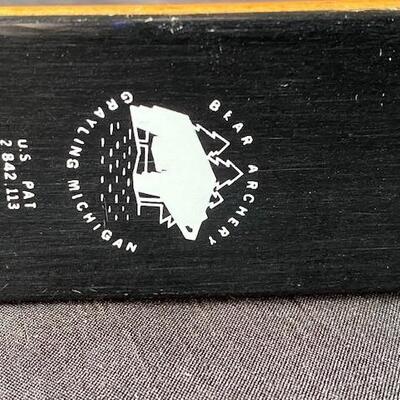 BEAR ARCHERY
GRAYLING MICHIGAN
U.S. PAT
2,842,113